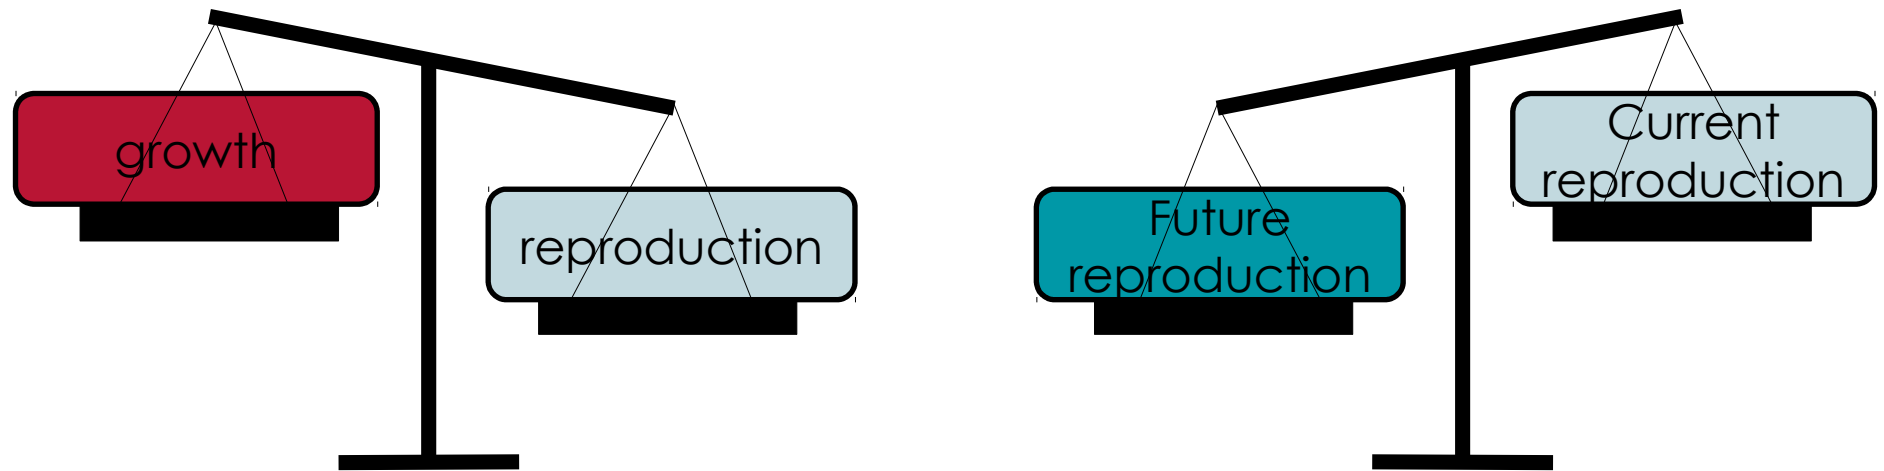 growth
reproduction
Future
reproduction
Current
reproduction